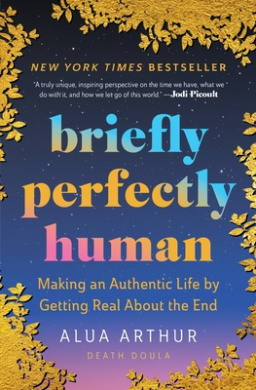 NEW YORK TIMES BESTSELLER
"A truly unique, inspiring perspective on the time we have, what we
do with it, and how we let go of this world." —Jodi Picoult
briefly
perfectly
human
Making an Authentic Life by
Getting Real About the End
ALUA ARTHUR
DEATH DOULA